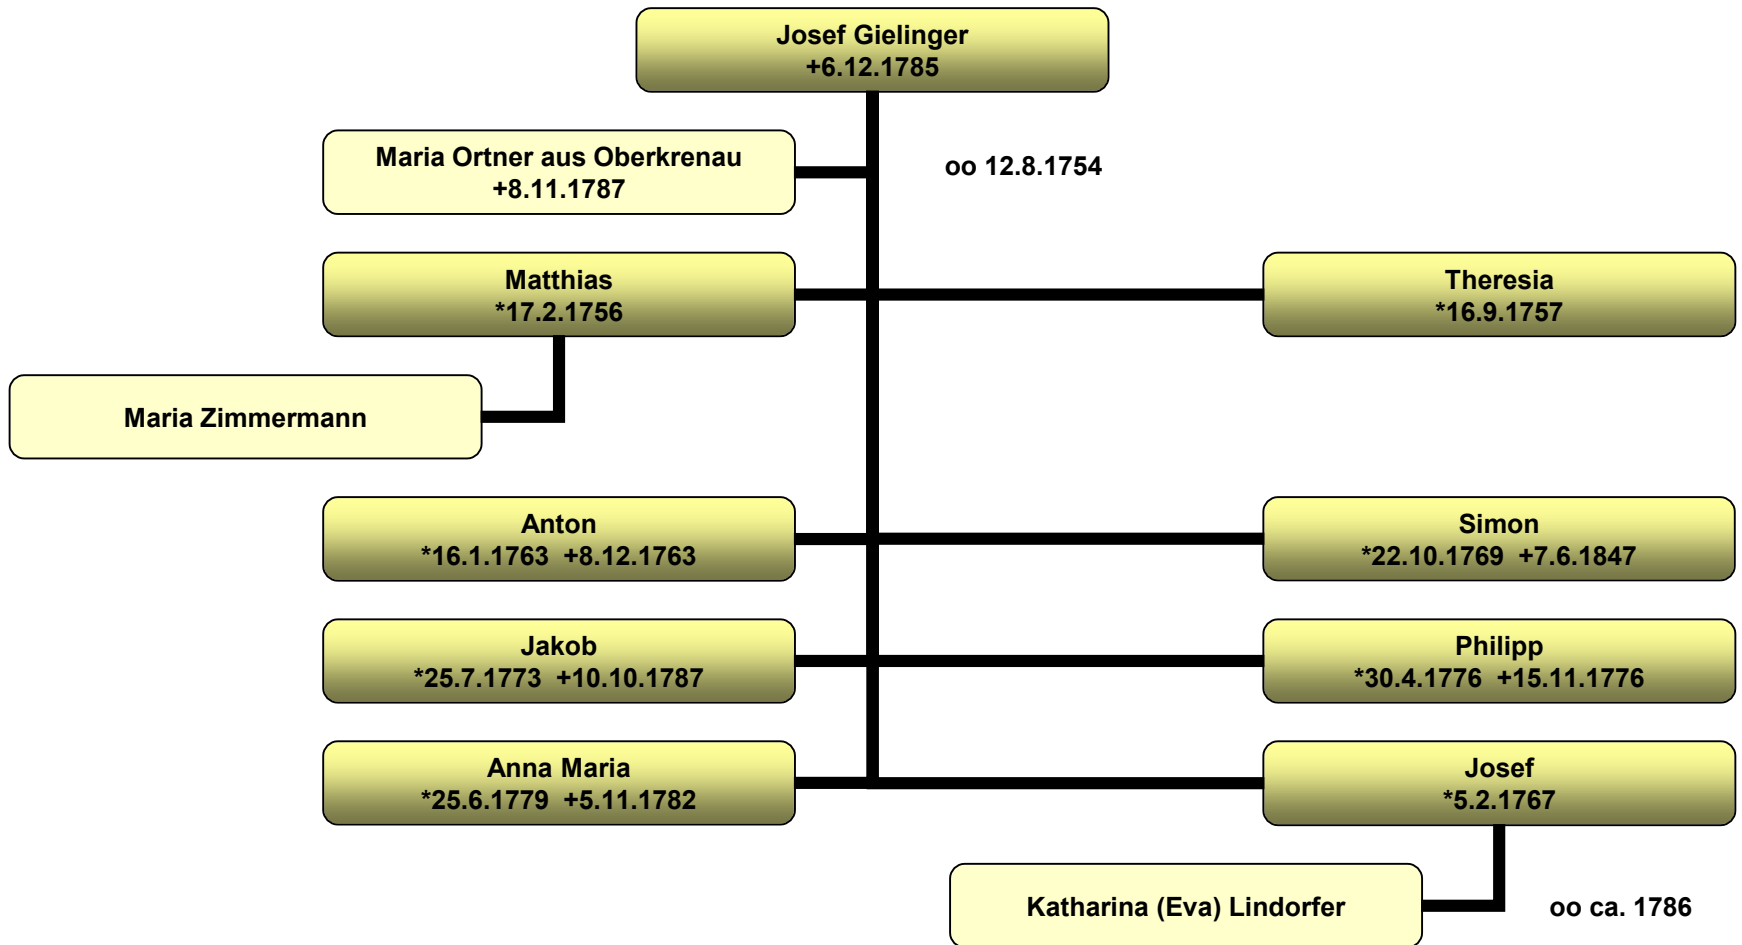 Josef Gielinger
+6.12.1785
Maria Ortner aus Oberkrenau
+8.11.1787
oo 12.8.1754
Matthias
*17.2.1756
Theresia
*16.9.1757
Maria Zimmermann
Anton
*16.1.1763 +8.12.1763
Simon
*22.10.1769 +7.6.1847
Jakob
*25.7.1773 +10.10.1787
Philipp
*30.4.1776 +15.11.1776
Anna Maria
*25.6.1779 +5.11.1782
Josef
*5.2.1767
Katharina (Eva) Lindorfer
oo ca. 1786